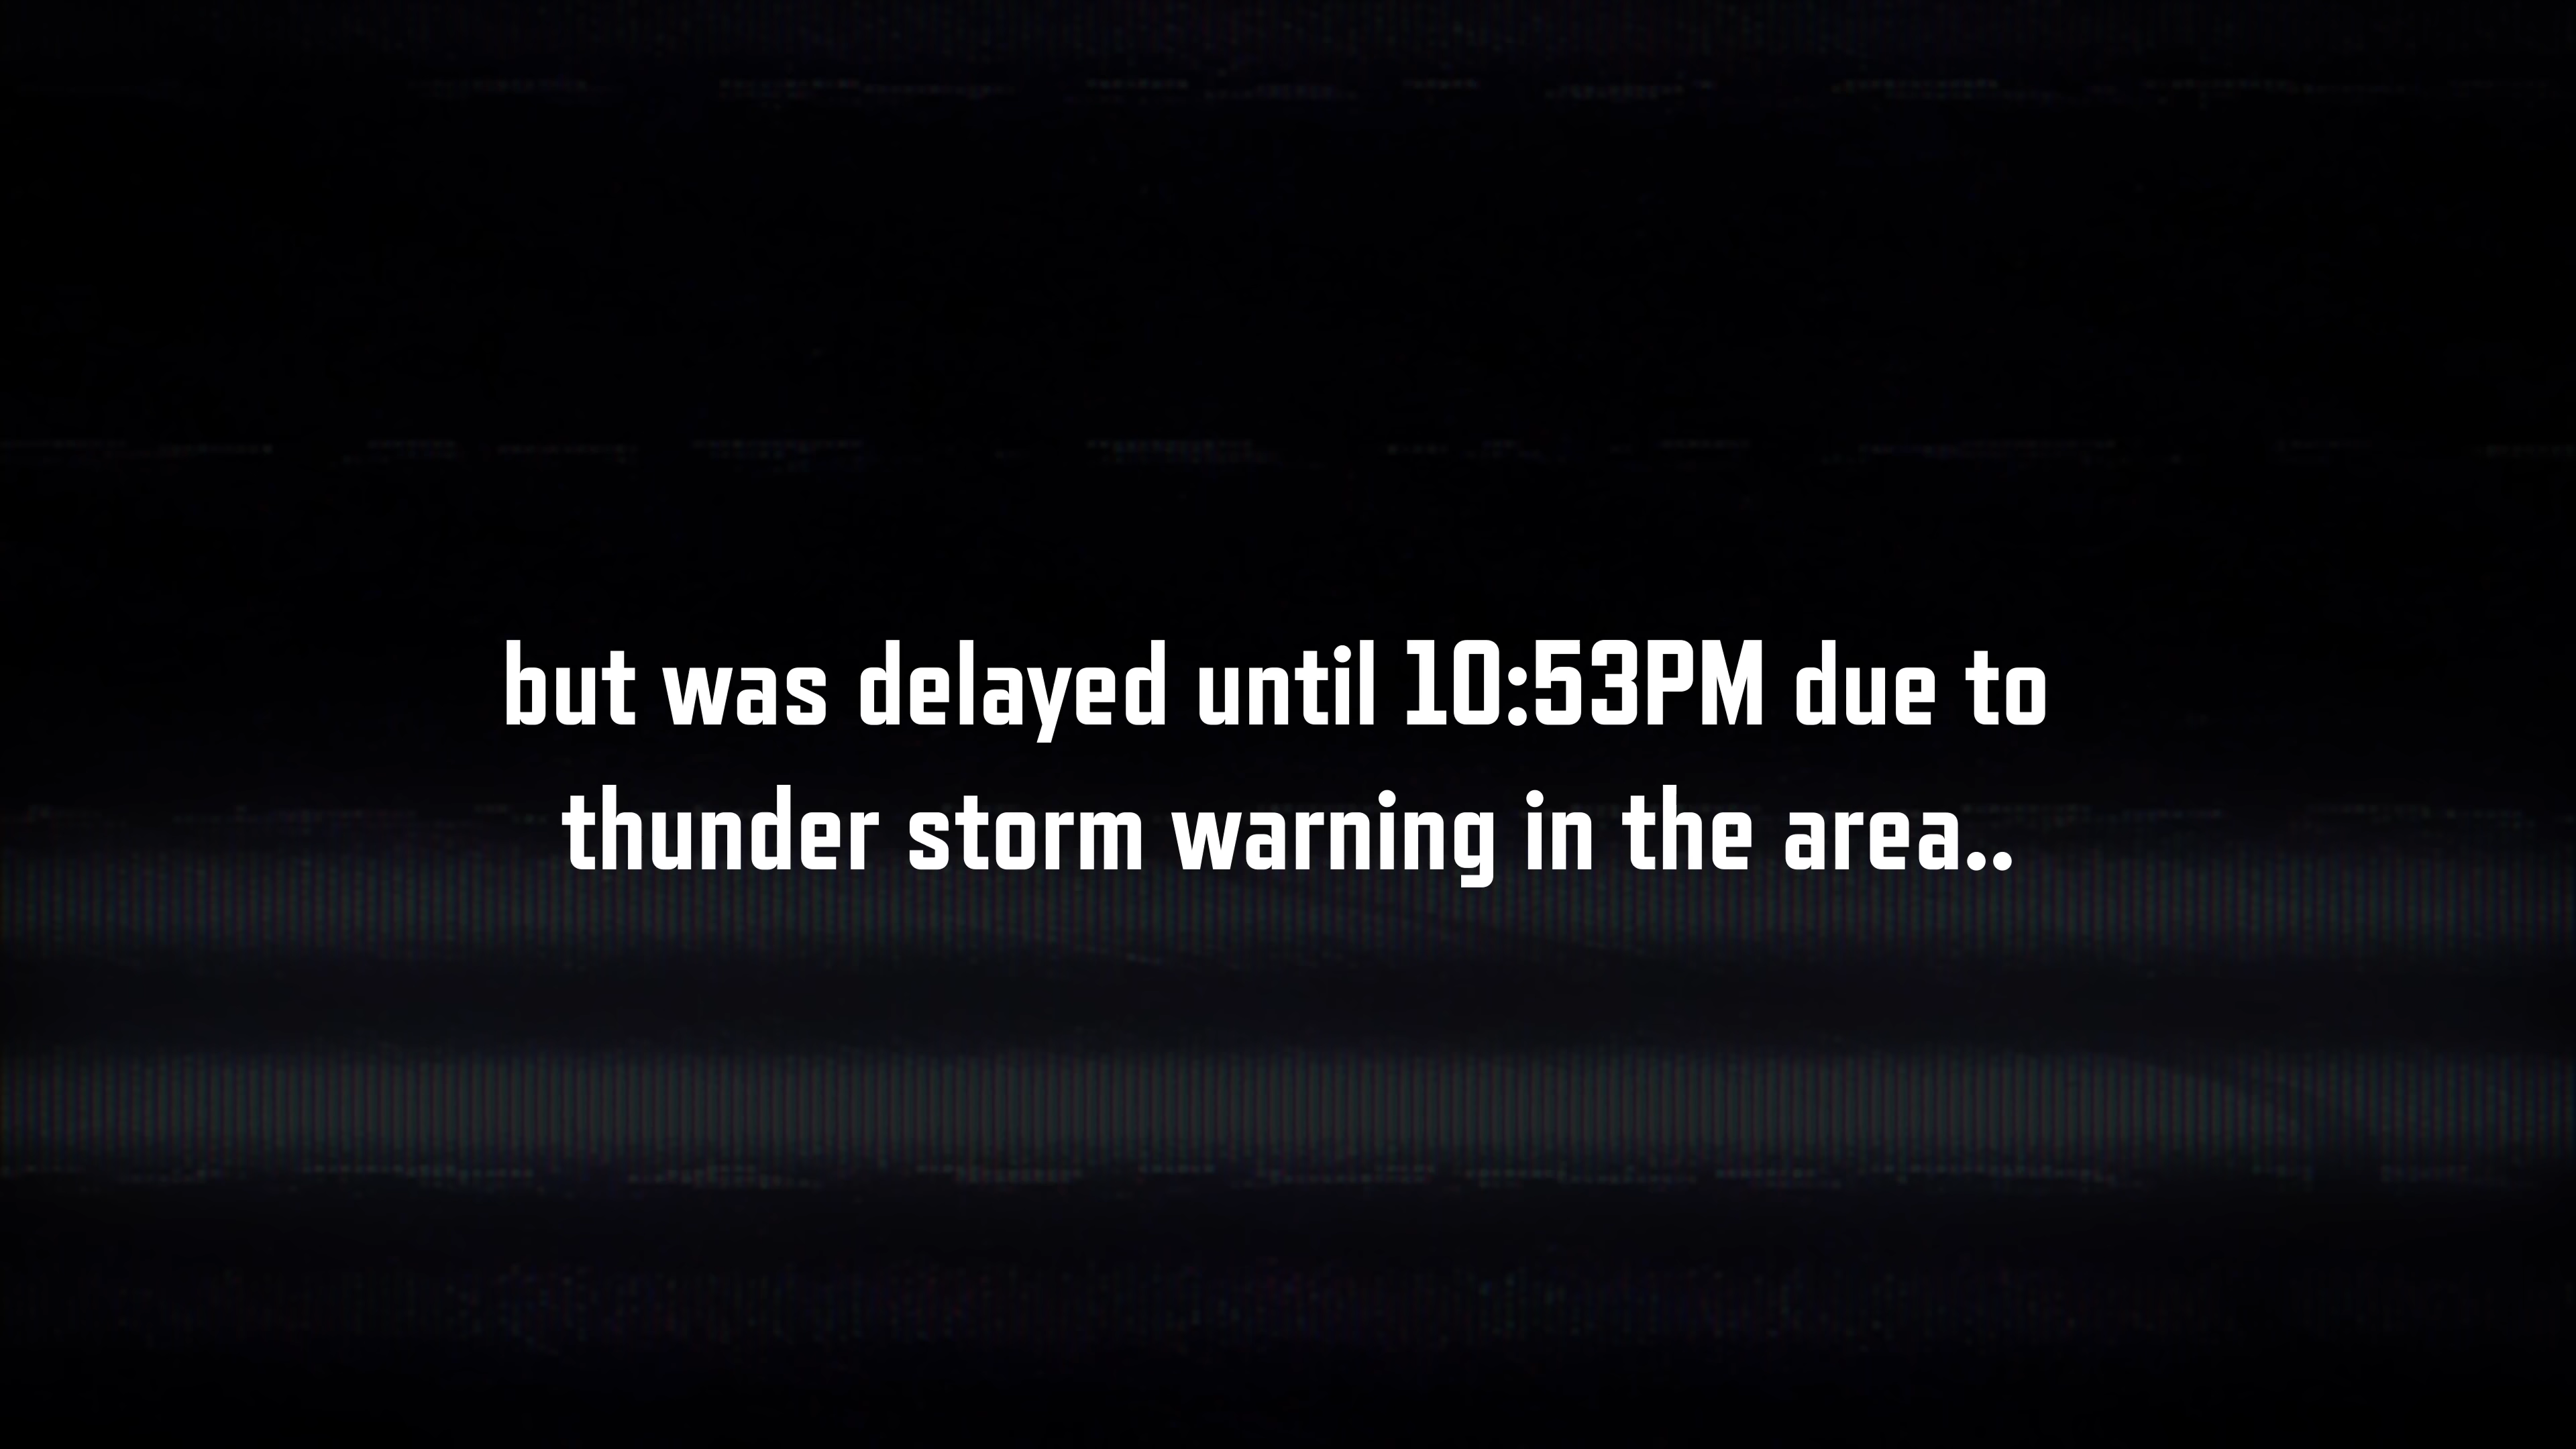 but was delayed until 10:53PM due to
thunder storm warning in the area..